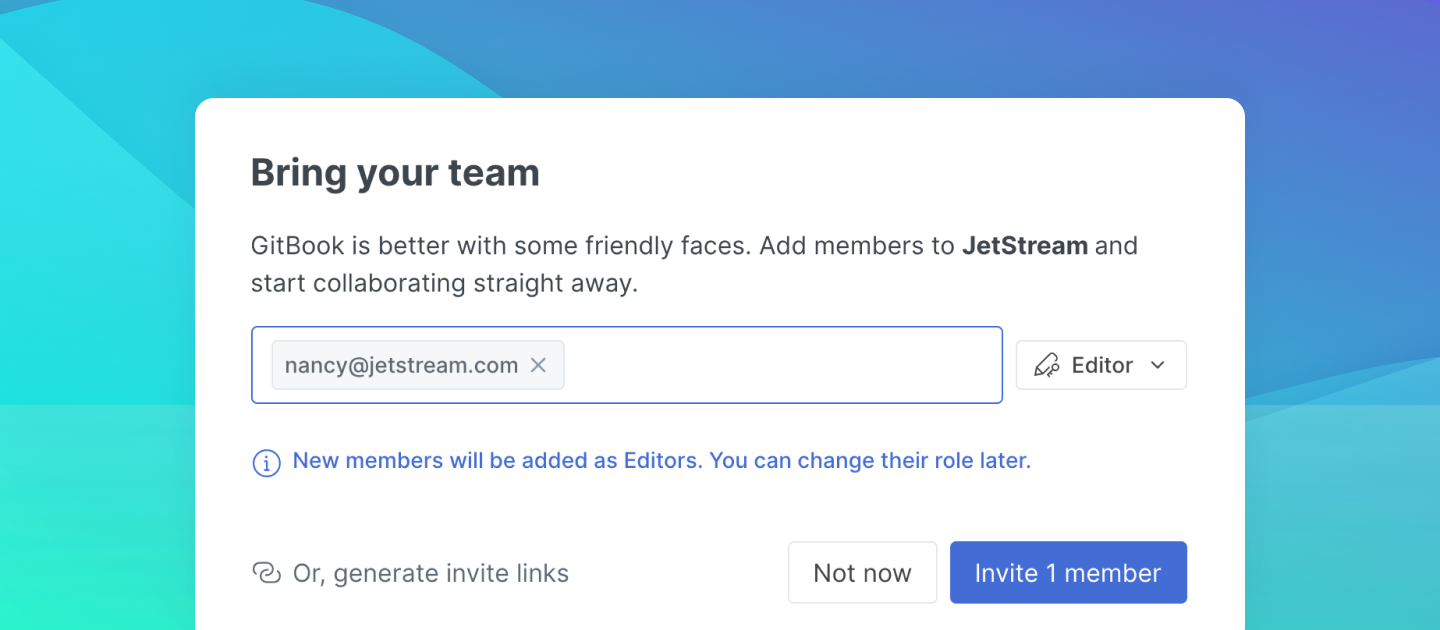 Bring your team
GitBook is better with some friendly faces. Add members to JetStream and
start collaborating straight away.
nancy@jetstream.com
Editor
New members will be added as Editors. You can change their role later.
Or, generate invite links
Not now
Invite 1 member